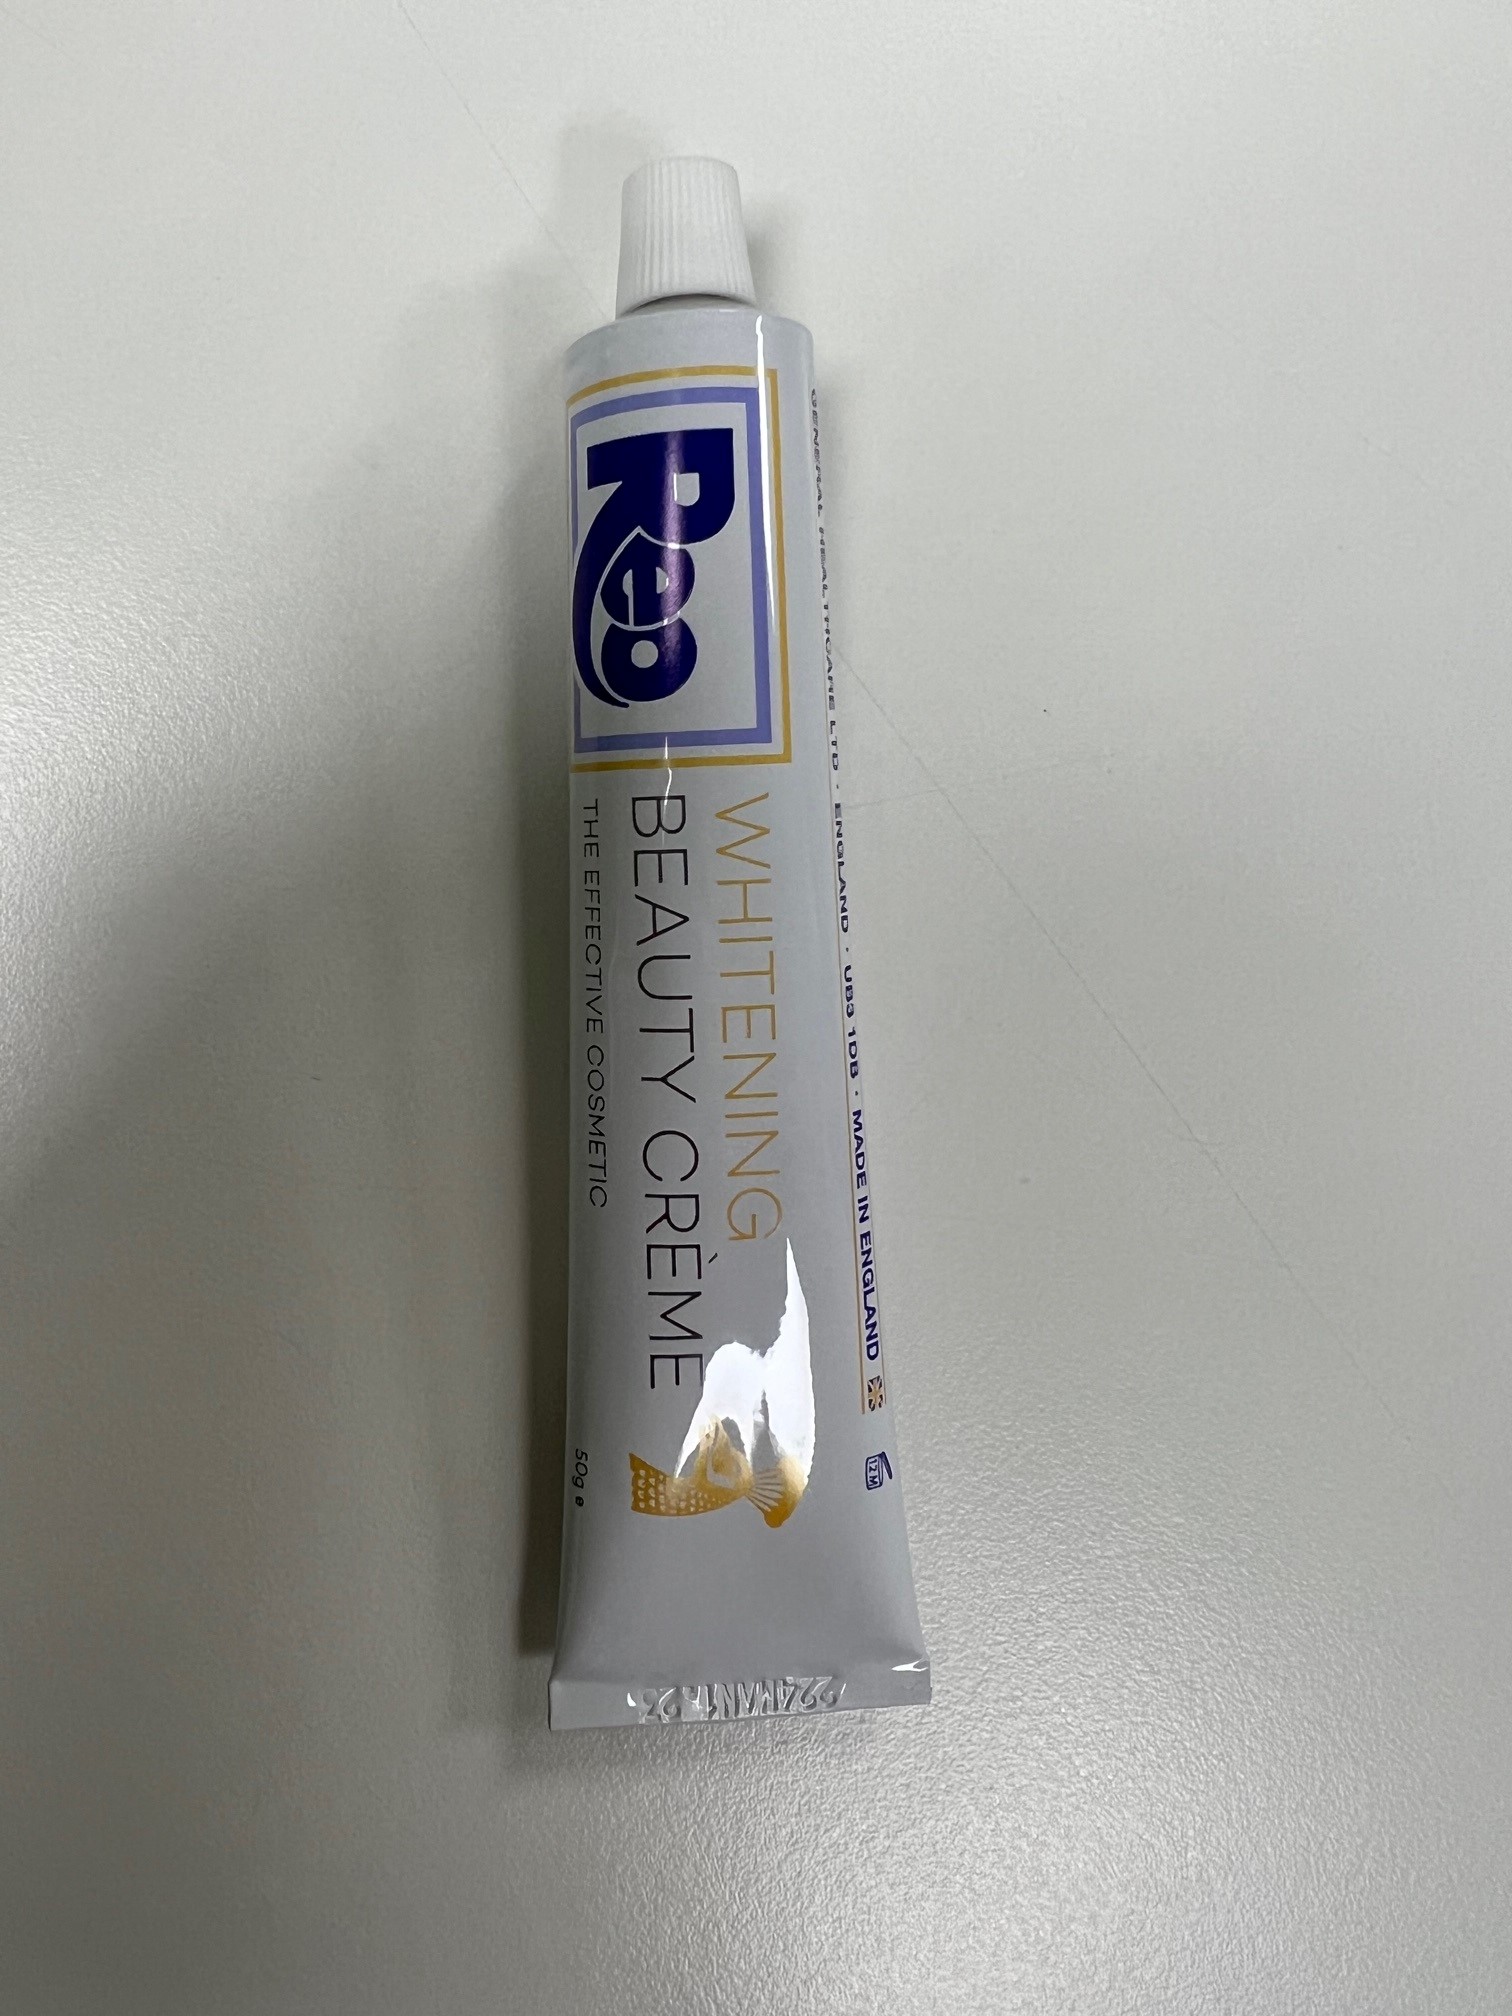 Reo
WHITENING
BEAUTY CRÈME
THE EFFECTIVE COSMETIC
50g e
GENERAL HEALTHCARE LTD · ENGLAND · UB3 1DB · MADE IN ENGLAND
12M